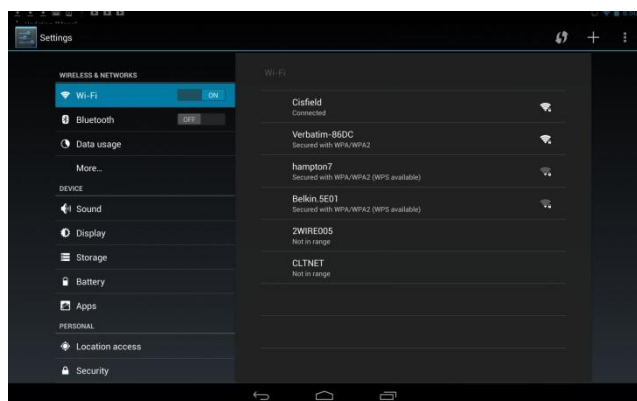 Settings
WIRELESS & NETWORKS
Wi-Fi
ON
Bluetooth
OFF
Data usage
More...
DEVICE
Sound
Display
Storage
Battery
Apps
PERSONAL
Location access
Security
Wi-Fi
Cisfield
Connected
Verbatim-86DC
Secured with WPA/WPA2
hampton7
Secured with WPA/WPA2 (WPS available)
Belkin.5E01
Secured with WPA/WPA2 (WPS available)
2WIRE005
Not in range
CLTNET
Not in range